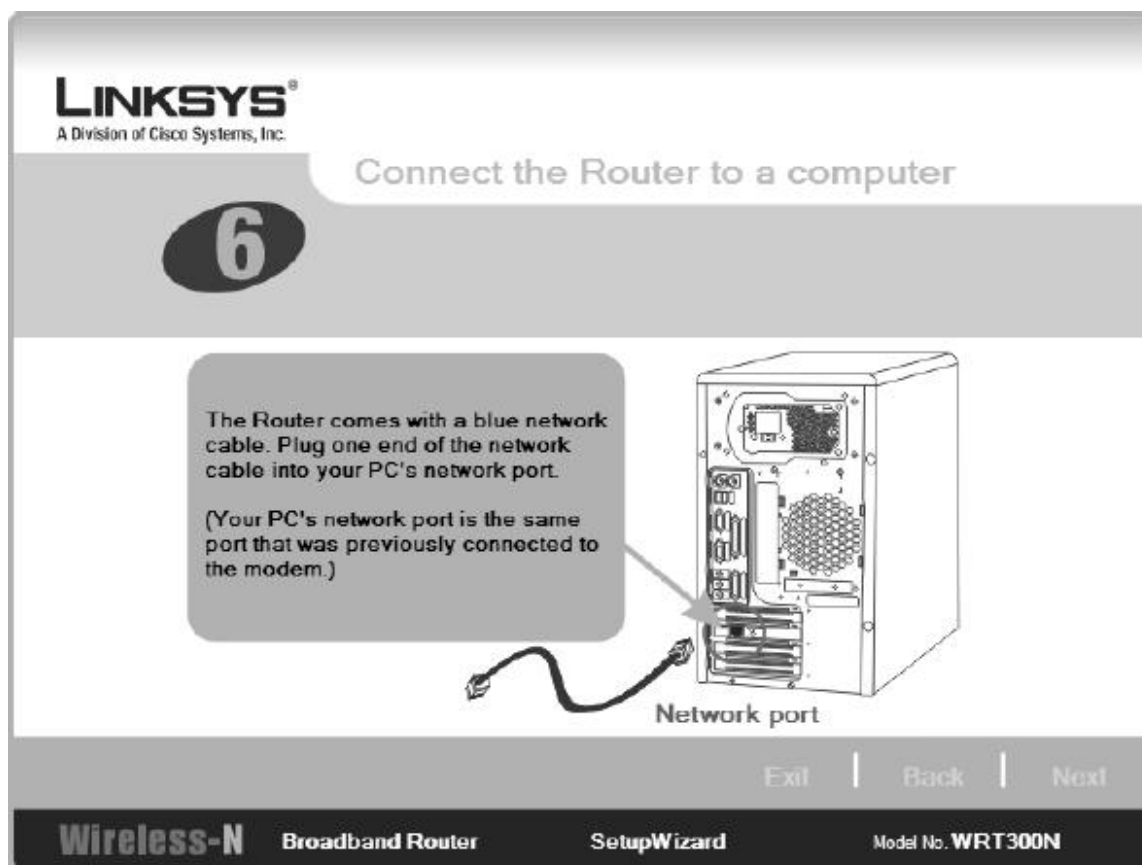 LINKSYS®
A Division of Cisco Systems, Inc.
Connect the Router to a computer
6
The Router comes with a blue network
cable. Plug one end of the network
cable into your PC's network port.
(Your PC's network port is the same
port that was previously connected to
the modem.)
Network port
Exit | Back | Next
Wireless-N Broadband Router SetupWizard Model No. WRT300N